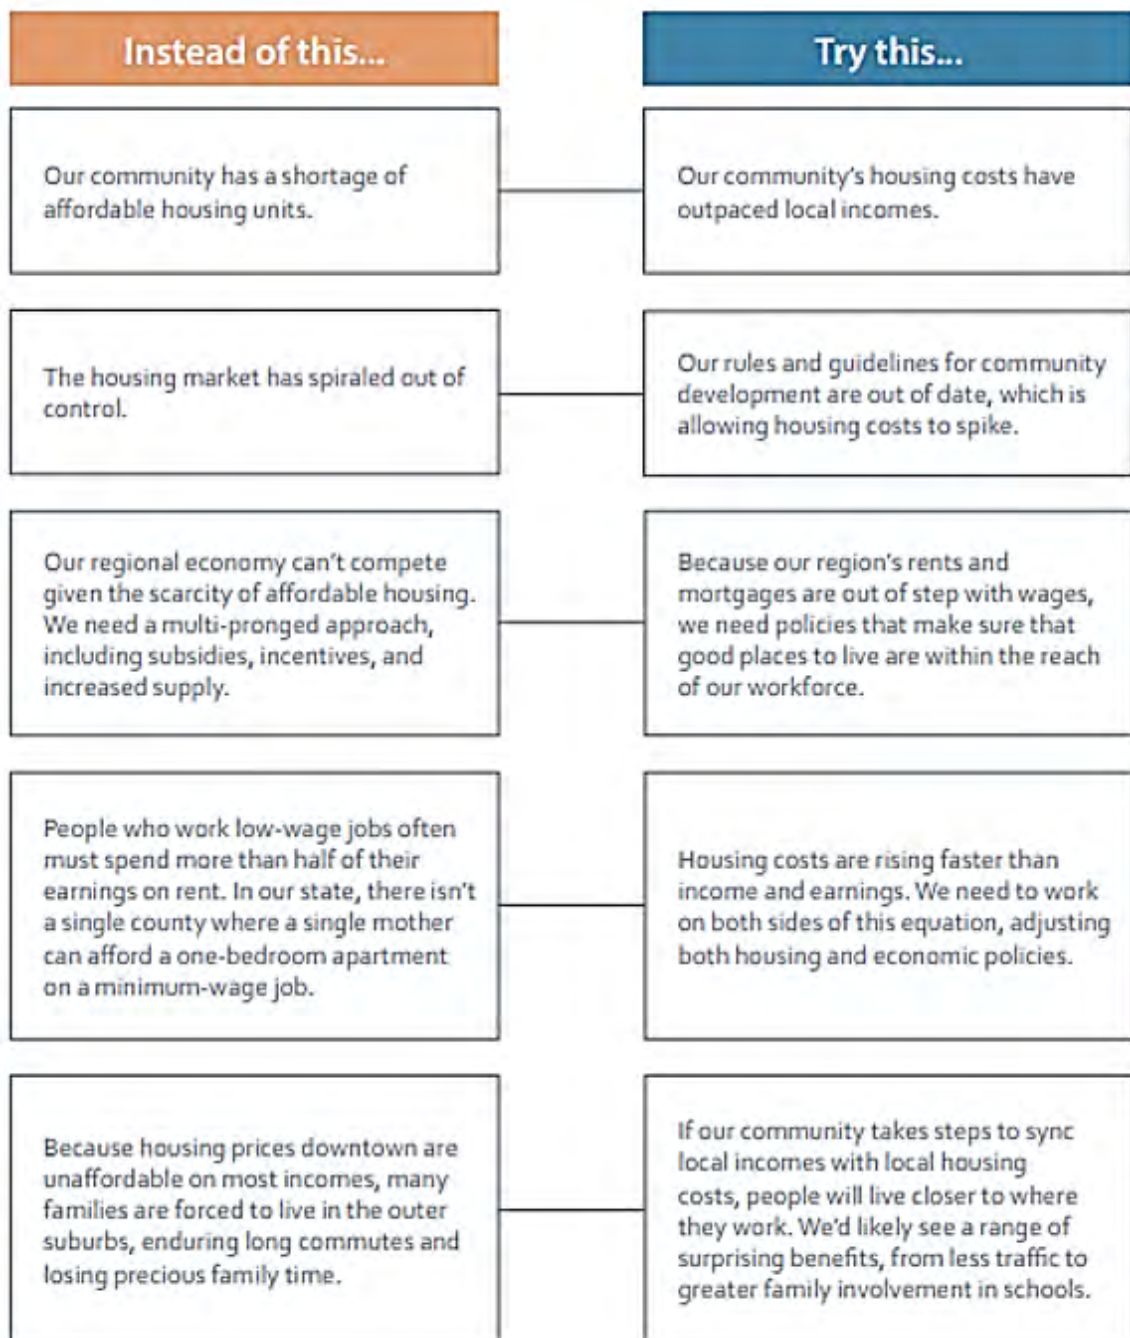 Instead of this...
Try this...
Our community has a shortage of
affordable housing units.
Our community's housing costs have
outpaced local incomes.
The housing market has spiraled out of
control.
Our rules and guidelines for community
development are out of date, which is
allowing housing costs to spike.
Our regional economy can't compete
given the scarcity of affordable housing.
We need a multi-pronged approach,
including subsidies, incentives, and
increased supply.
Because our region's rents and
mortgages are out of step with wages,
we need policies that make sure that
good places to live are within the reach
of our workforce.
People who work low-wage jobs often
must spend more than half of their
earnings on rent. In our state, there isn't
a single county where a single mother
can afford a one-bedroom apartment
on a minimum-wage job.
Housing costs are rising faster than
income and earnings. We need to work
on both sides of this equation, adjusting
both housing and economic policies.
Because housing prices downtown are
unaffordable on most incomes, many
families are forced to live in the outer
suburbs, enduring long commutes and
losing precious family time.
If our community takes steps to sync
local incomes with local housing
costs, people will live closer to where
they work. We'd likely see a range of
surprising benefits, from less traffic to
greater family involvement in schools.